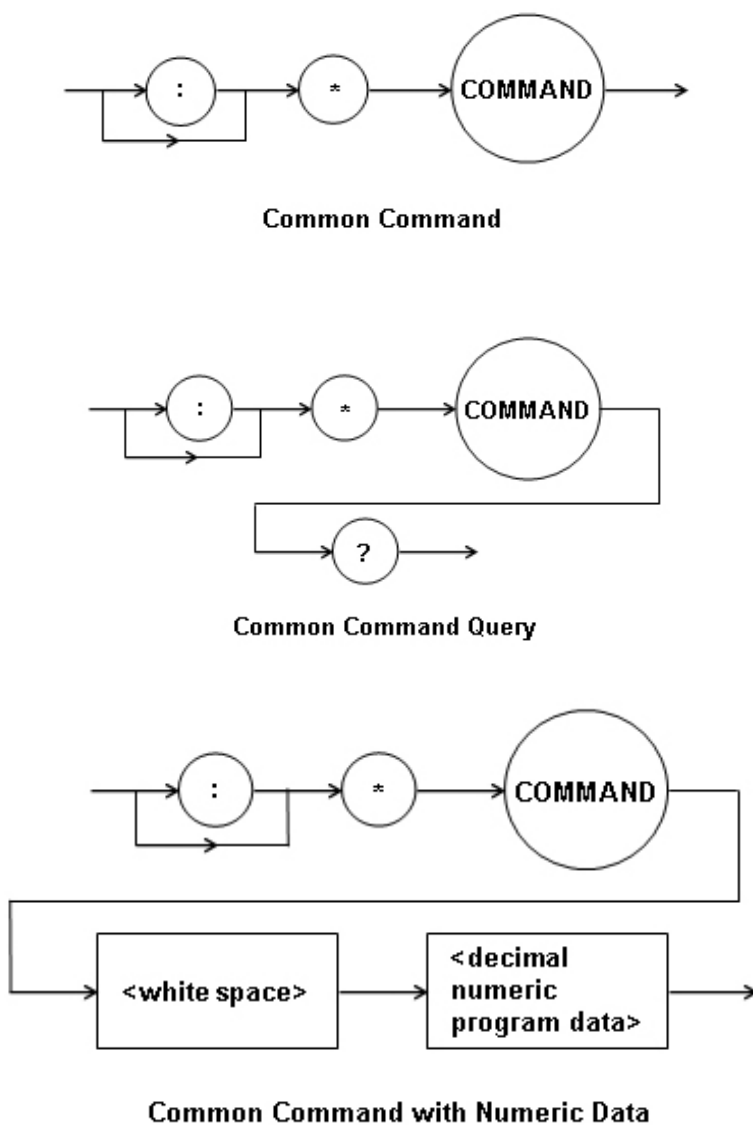 : * COMMAND
Common Command
: * COMMAND
?
Common Command Query
: * COMMAND
<white space> <decimal
numeric
program data>
Common Command with Numeric Data